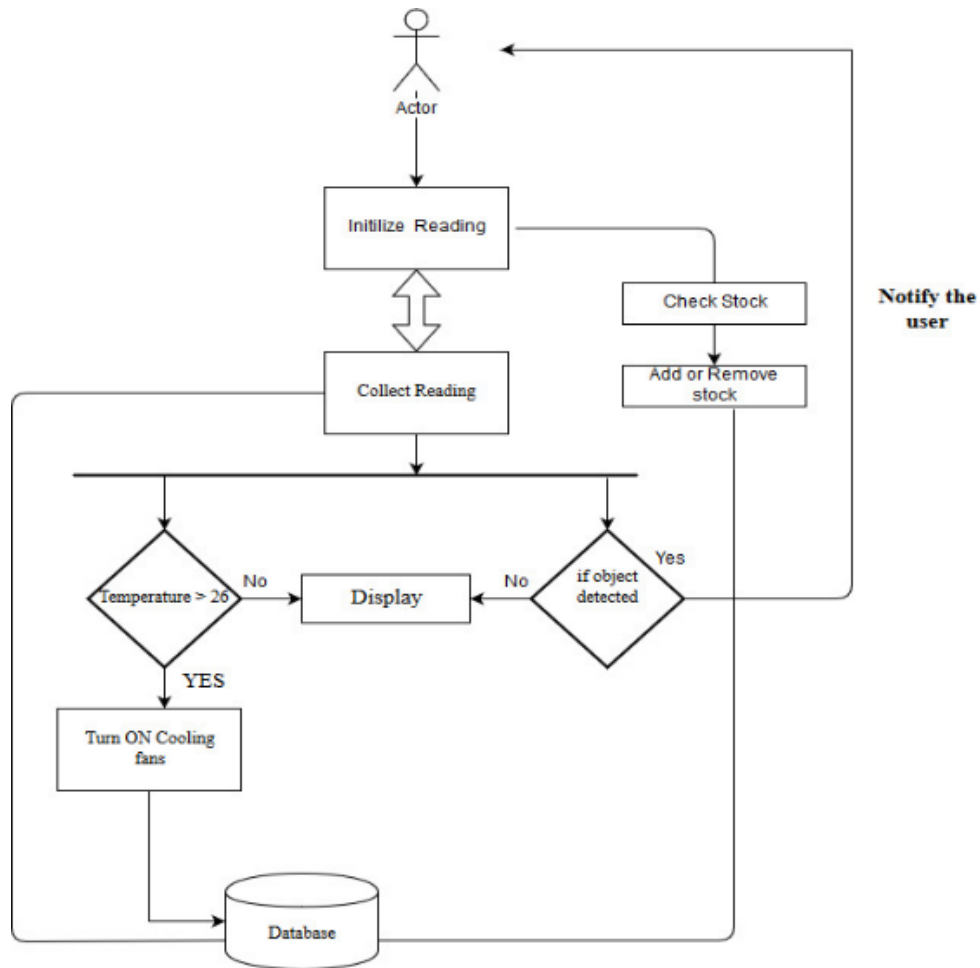 Actor
Initilize Reading
Check Stock
Notify the
user
Add or Remove
stock
Collect Reading
Temperature > 26
No
Display
No
if object
detected
Yes
YES
Turn ON Cooling
fans
Database